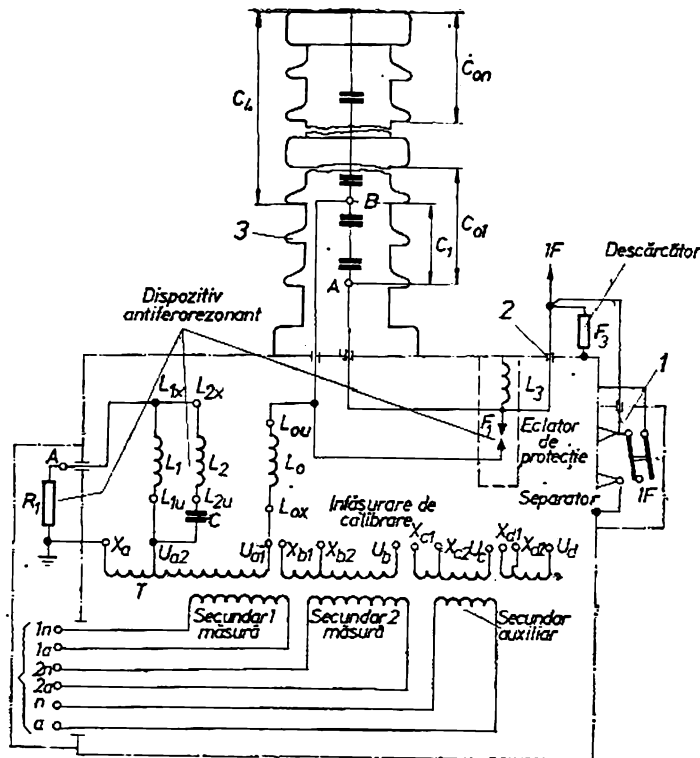 Con
C4
B
C01
C1
3
A
1F
Descărcător
F3
2
1
Dispozitiv
antiferorezonant
L1x
L2x
L3
F1
Eclator
de
protecție
Separator
1F
A
R1
L1
L2
L1u
L2u
C
Lou
Lo
Lox
Înfăsurare de
calibrare
Xa
Ua2
Ua1
Xb1
Xb2
Ub
Xc1
Xc2
Uc
Xd1
Xd2
Ud
T
Secundar 1
măsură
Secundar 2
măsură
Secundar
auxiliar
1n
1a
2n
2a
n
a